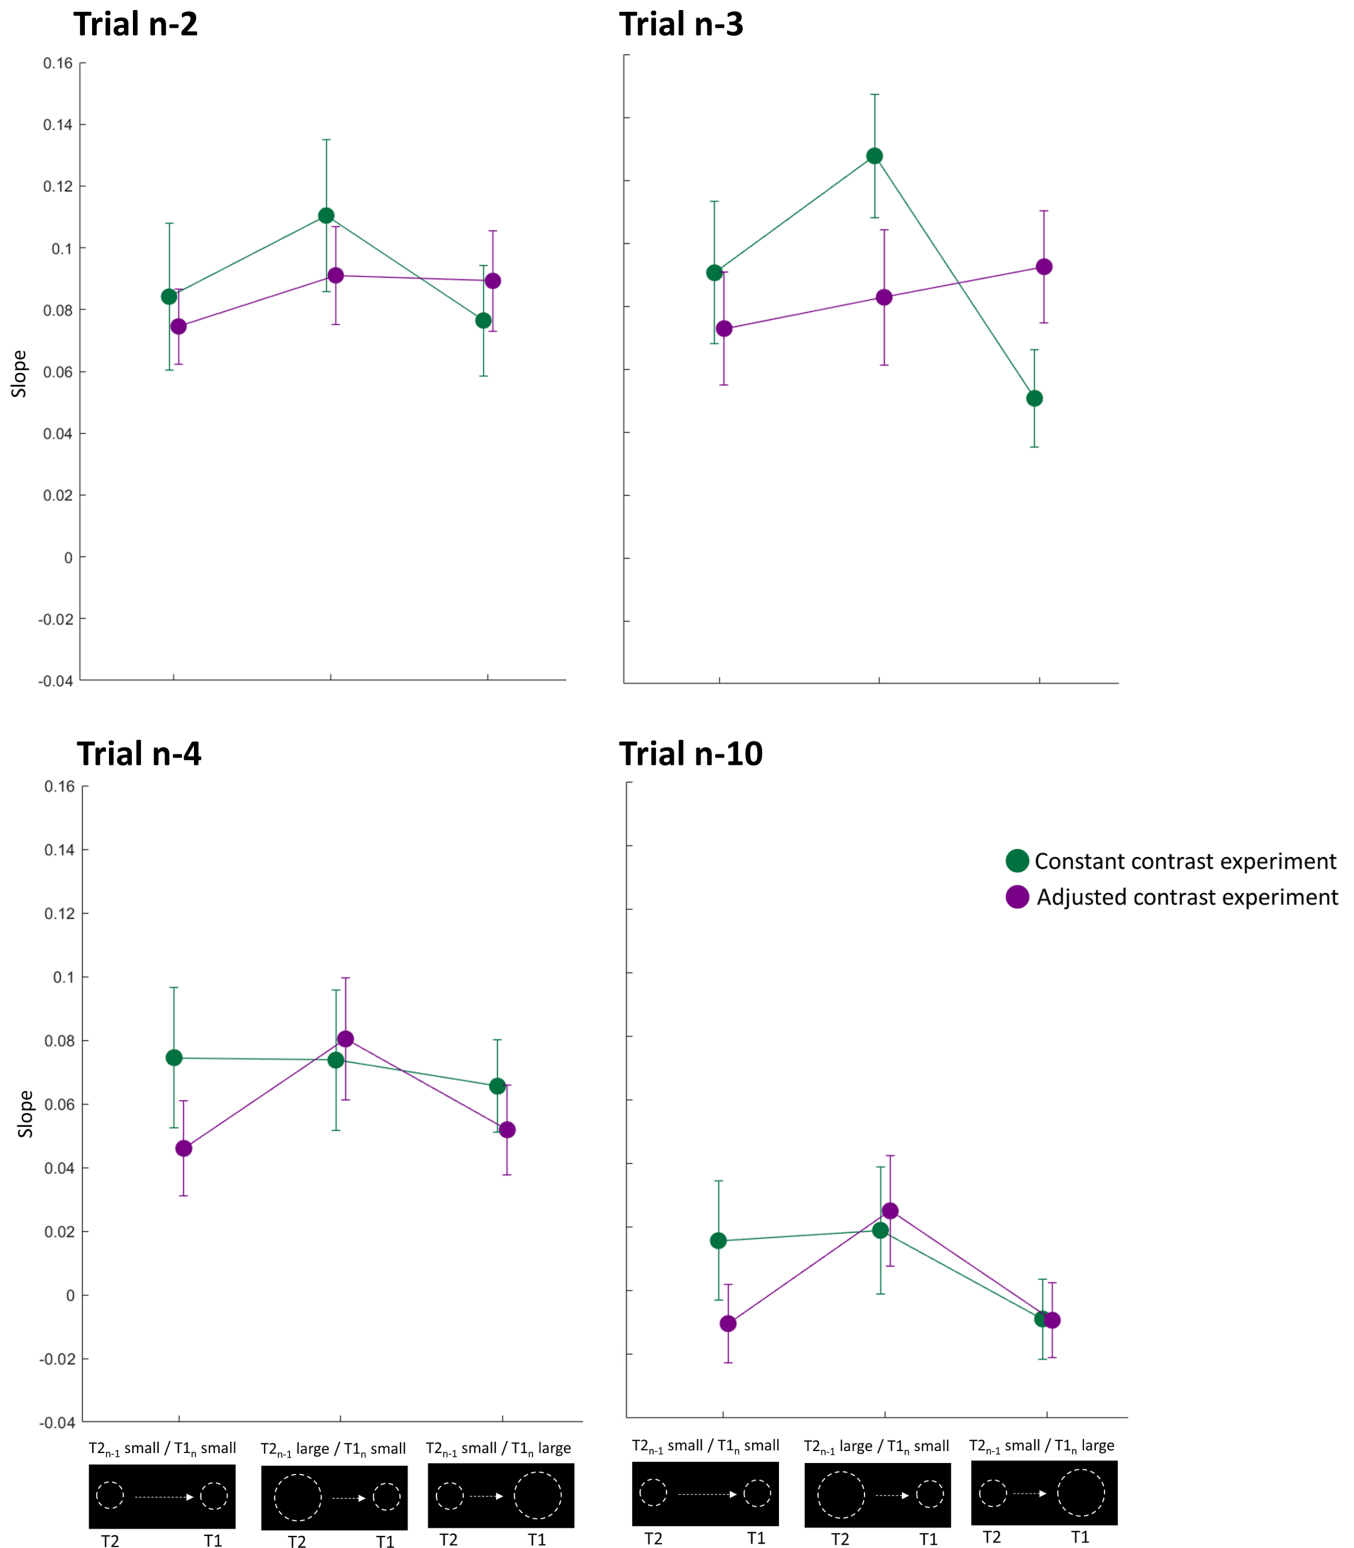 Trial n-2
Trial n-3
0.16
0.14
0.12
0.1
0.08
0.06
0.04
0.02
0
-0.02
-0.04
Slope
Trial n-4
Trial n-10
0.16
0.14
0.12
0.1
0.08
0.06
0.04
0.02
0
-0.02
-0.04
Slope
Constant contrast experiment
Adjusted contrast experiment
T2n-1 small / T1n small
T2n-1 large / T1n small
T2n-1 small / T1n large
T2n-1 small / T1n small
T2n-1 large / T1n small
T2n-1 small / T1n large
T2 T1
T2 T1
T2 T1
T2 T1
T2 T1
T2 T1